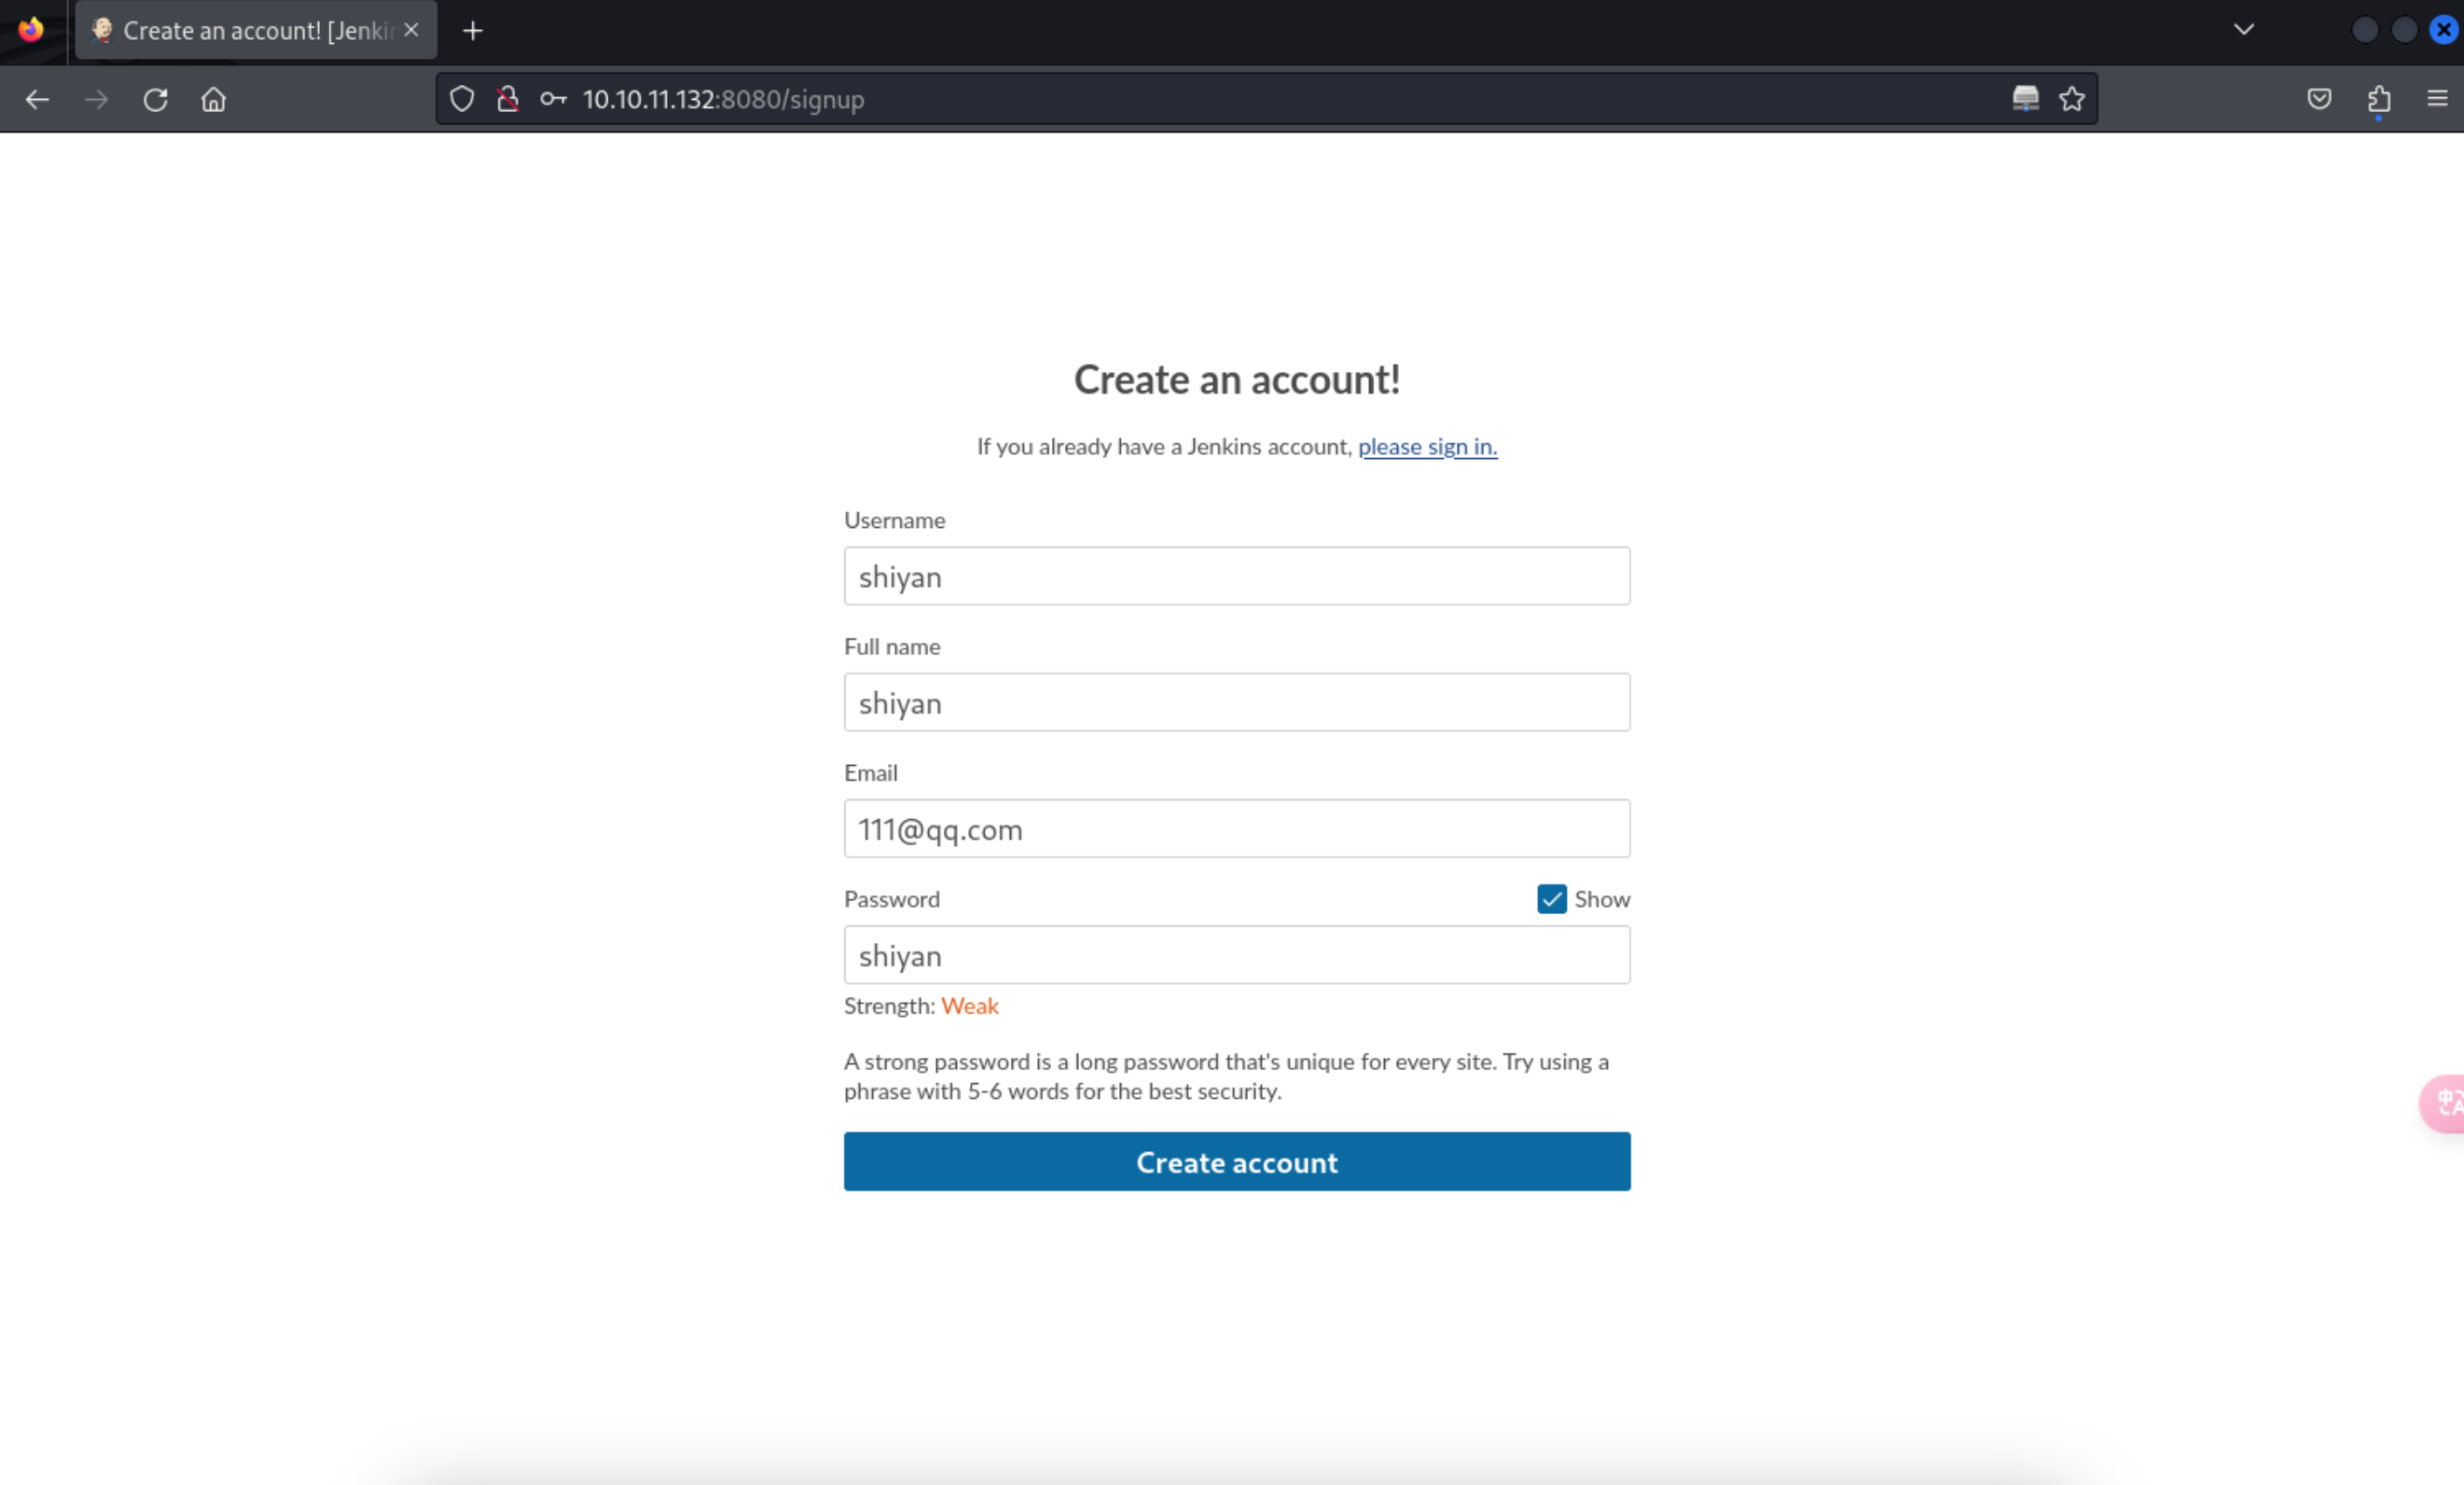 Create an account! [Jenkin
10.10.11.132:8080/signup
Create an account!
If you already have a Jenkins account, please sign in.
Username
shiyan
Full name
shiyan
Email
111@qq.com
Password
Show
shiyan
Strength: Weak
A strong password is a long password that's unique for every site. Try using a
phrase with 5-6 words for the best security.
中A
Create account